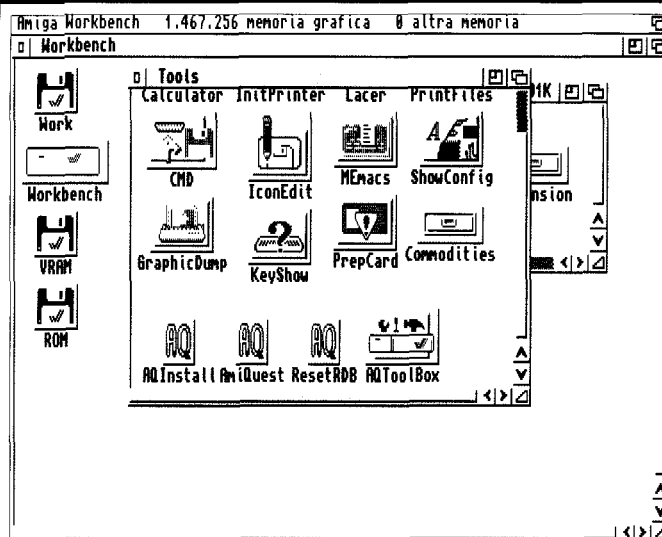 Amiga Workbench 1.467.256 memoria grafica 0 altra memoria
Workbench
Tools
Calculator InitPrinter Lacer PrintFiles
Work
CMD IconEdit MEmacs ShowConfig
Workbench
GraphicDump KeyShow PrepCard Commodities
VRAM
ROM
AQInstall AmiQuest ResetRDB AQToolBox
01K
nsion